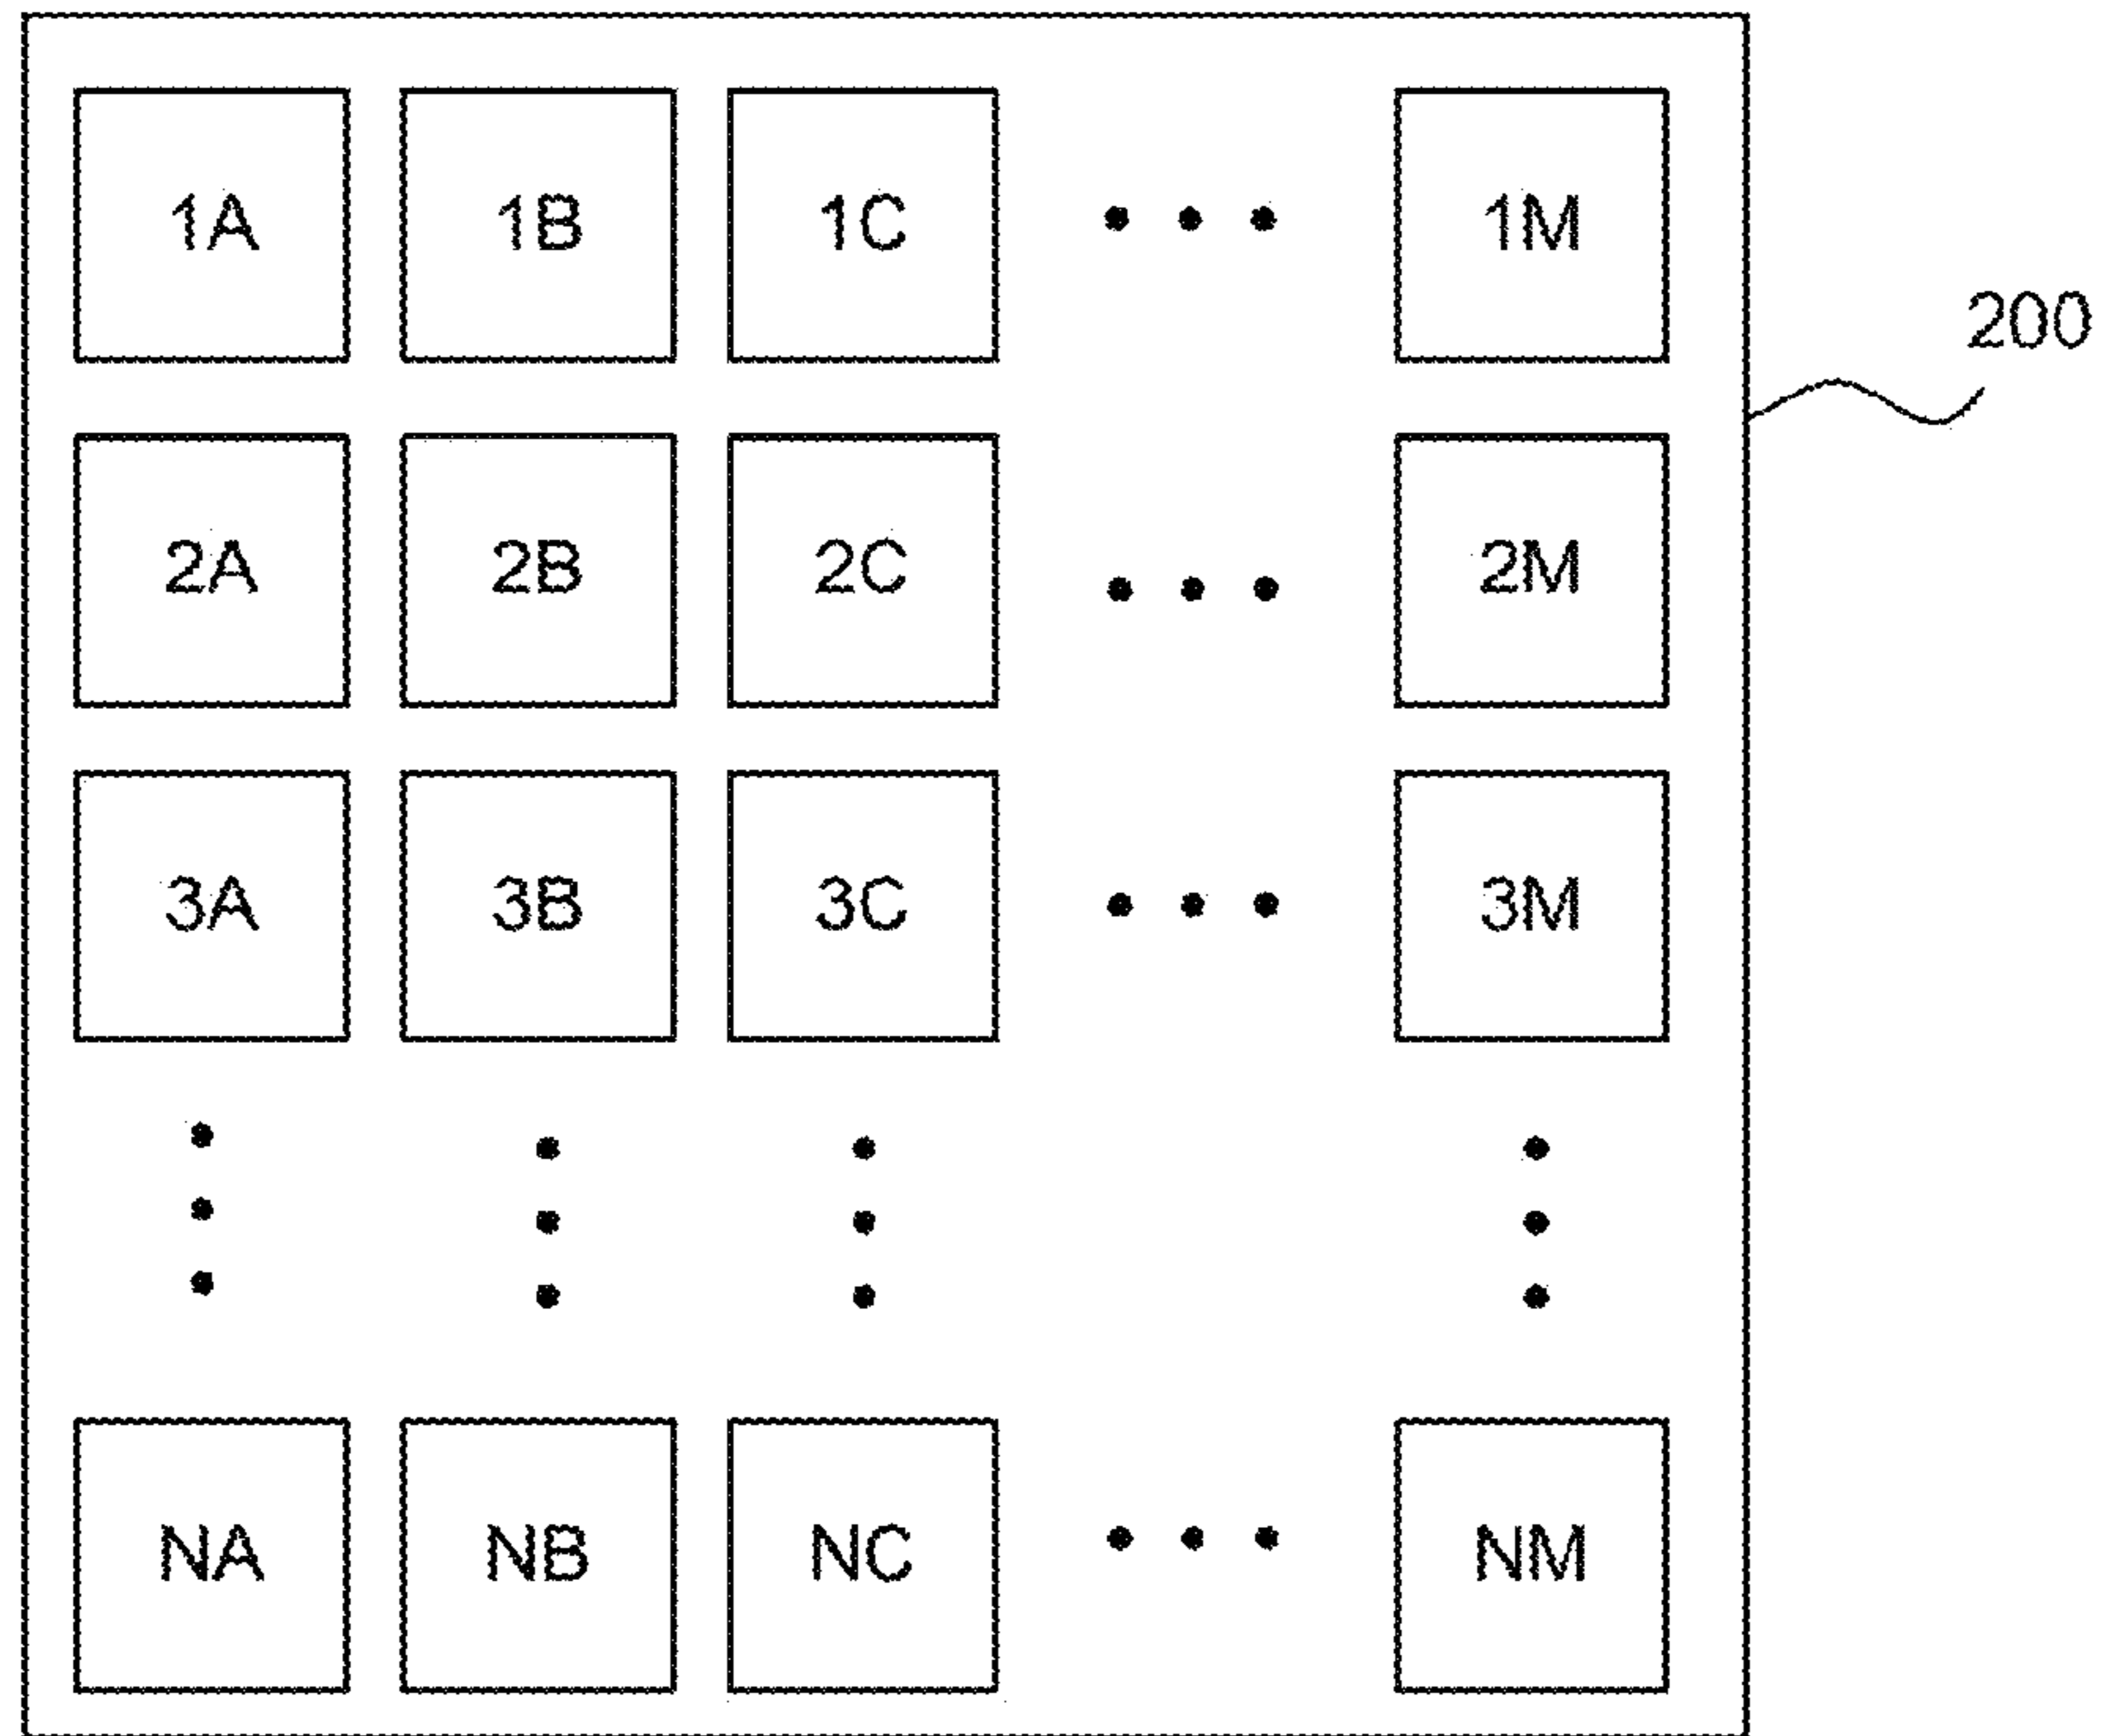 1A 1B 1C • • • 1M
200
2A 2B 2C • • • 2M
3A 3B 3C • • • 3M
NA NB NC • • • NM